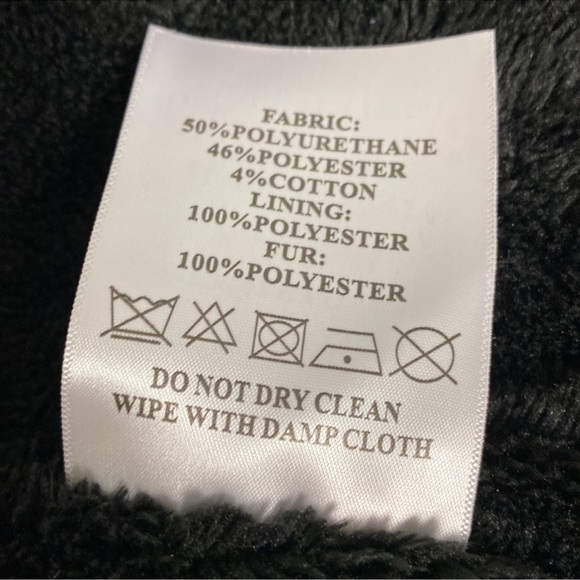 FABRIC:
50%POLYURETHANE
46%POLYESTER
4%COTTON
LINING:
100%POLYESTER
FUR:
100%POLYESTER
DO NOT DRY CLEAN
WIPE WITH DAMP CLOTH